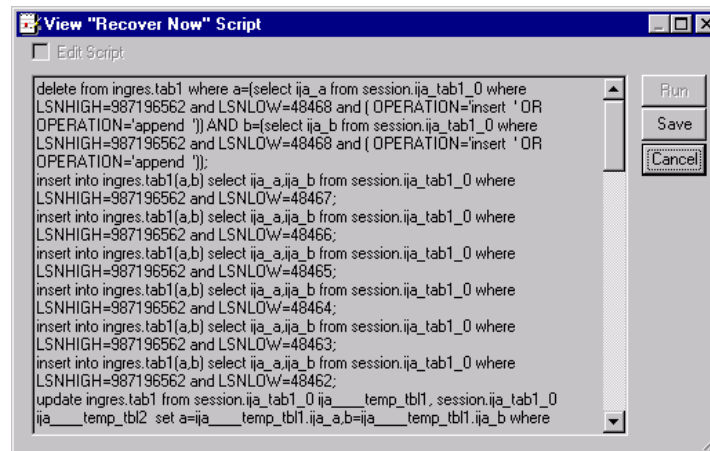 View "Recover Now" Script
Edit Script
delete from ingres.tab1 where a=(select ija_a from session.ija_tab1_0 where
LSNHIGH=987196562 and LSNLOW=48468 and ( OPERATION='insert  ' OR
OPERATION='append  ')) AND b=(select ija_b from session.ija_tab1_0 where
LSNHIGH=987196562 and LSNLOW=48468 and ( OPERATION='insert  ' OR
OPERATION='append  '));
insert into ingres.tab1(a,b) select ija_a,ija_b from session.ija_tab1_0 where
LSNHIGH=987196562 and LSNLOW=48467;
insert into ingres.tab1(a,b) select ija_a,ija_b from session.ija_tab1_0 where
LSNHIGH=987196562 and LSNLOW=48466;
insert into ingres.tab1(a,b) select ija_a,ija_b from session.ija_tab1_0 where
LSNHIGH=987196562 and LSNLOW=48465;
insert into ingres.tab1(a,b) select ija_a,ija_b from session.ija_tab1_0 where
LSNHIGH=987196562 and LSNLOW=48464;
insert into ingres.tab1(a,b) select ija_a,ija_b from session.ija_tab1_0 where
LSNHIGH=987196562 and LSNLOW=48463;
insert into ingres.tab1(a,b) select ija_a,ija_b from session.ija_tab1_0 where
LSNHIGH=987196562 and LSNLOW=48462;
update ingres.tab1 from session.ija_tab1_0 ija____temp_tbl1, session.ija_tab1_0
ija____temp_tbl2  set a=ija____temp_tbl1.ija_a,b=ija____temp_tbl1.ija_b where
Run
Save
Cancel